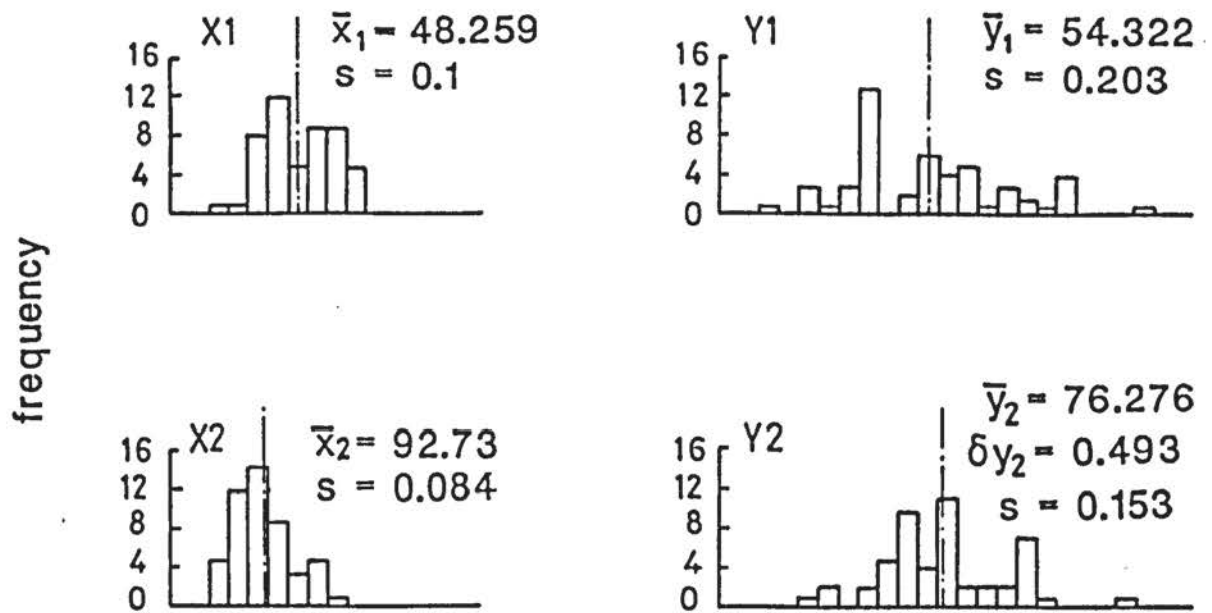 frequency
X1
x̄₁ = 48.259
s = 0.1
16
12
8
4
0
Y1
ȳ₁ = 54.322
s = 0.203
16
12
8
4
0
X2
x̄₂ = 92.73
s = 0.084
16
12
8
4
0
Y2
ȳ₂ = 76.276
δy₂ = 0.493
s = 0.153
16
12
8
4
0